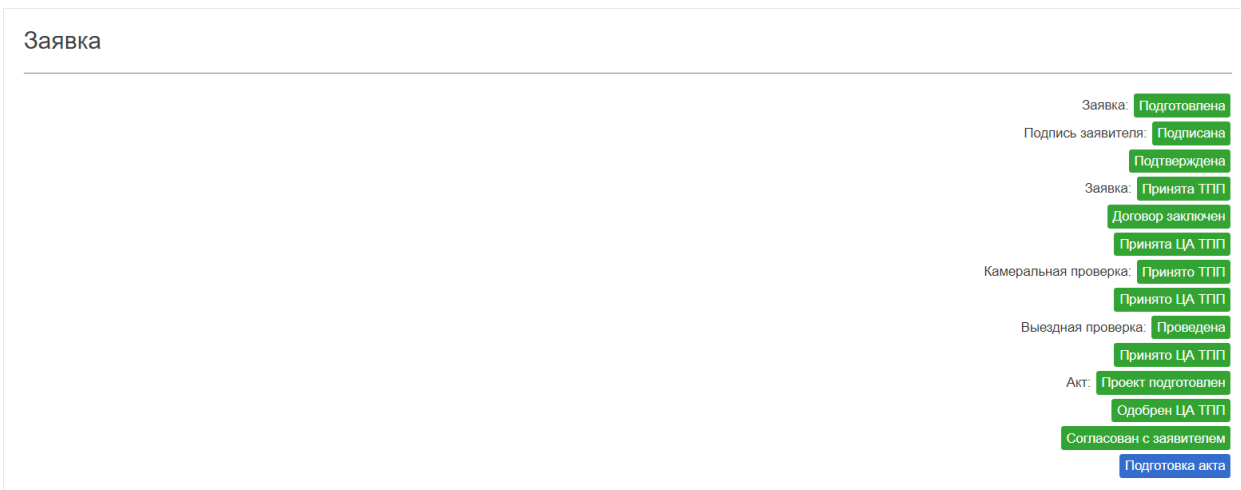 Заявка
Заявка: Подготовлена
Подпись заявителя: Подписана
Подтверждена
Заявка: Принята ТПП
Договор заключен
Принята ЦА ТПП
Камеральная проверка: Принято ТПП
Принято ЦА ТПП
Выездная проверка: Проведена
Принято ЦА ТПП
Акт: Проект подготовлен
Одобрен ЦА ТПП
Согласован с заявителем
Подготовка акта